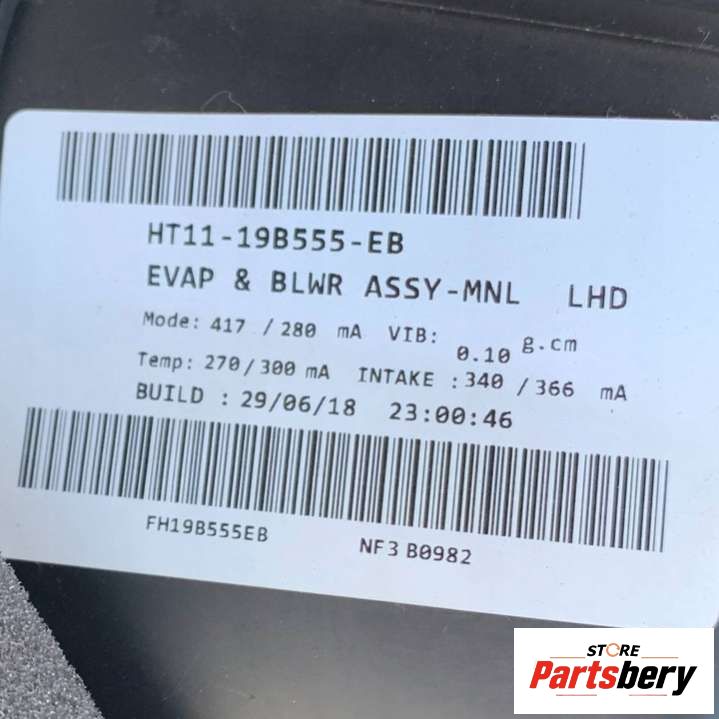 HT11-19B555-EB
EVAP & BLWR ASSY-MNL LHD
Mode: 417 / 280 mA VIB: 0.10 g.cm
Temp: 270/300 mA INTAKE :340 / 366 mA
BUILD : 29/06/18 23:00:46
FH19B555EB NF3 B0982
STORE
Partsbery